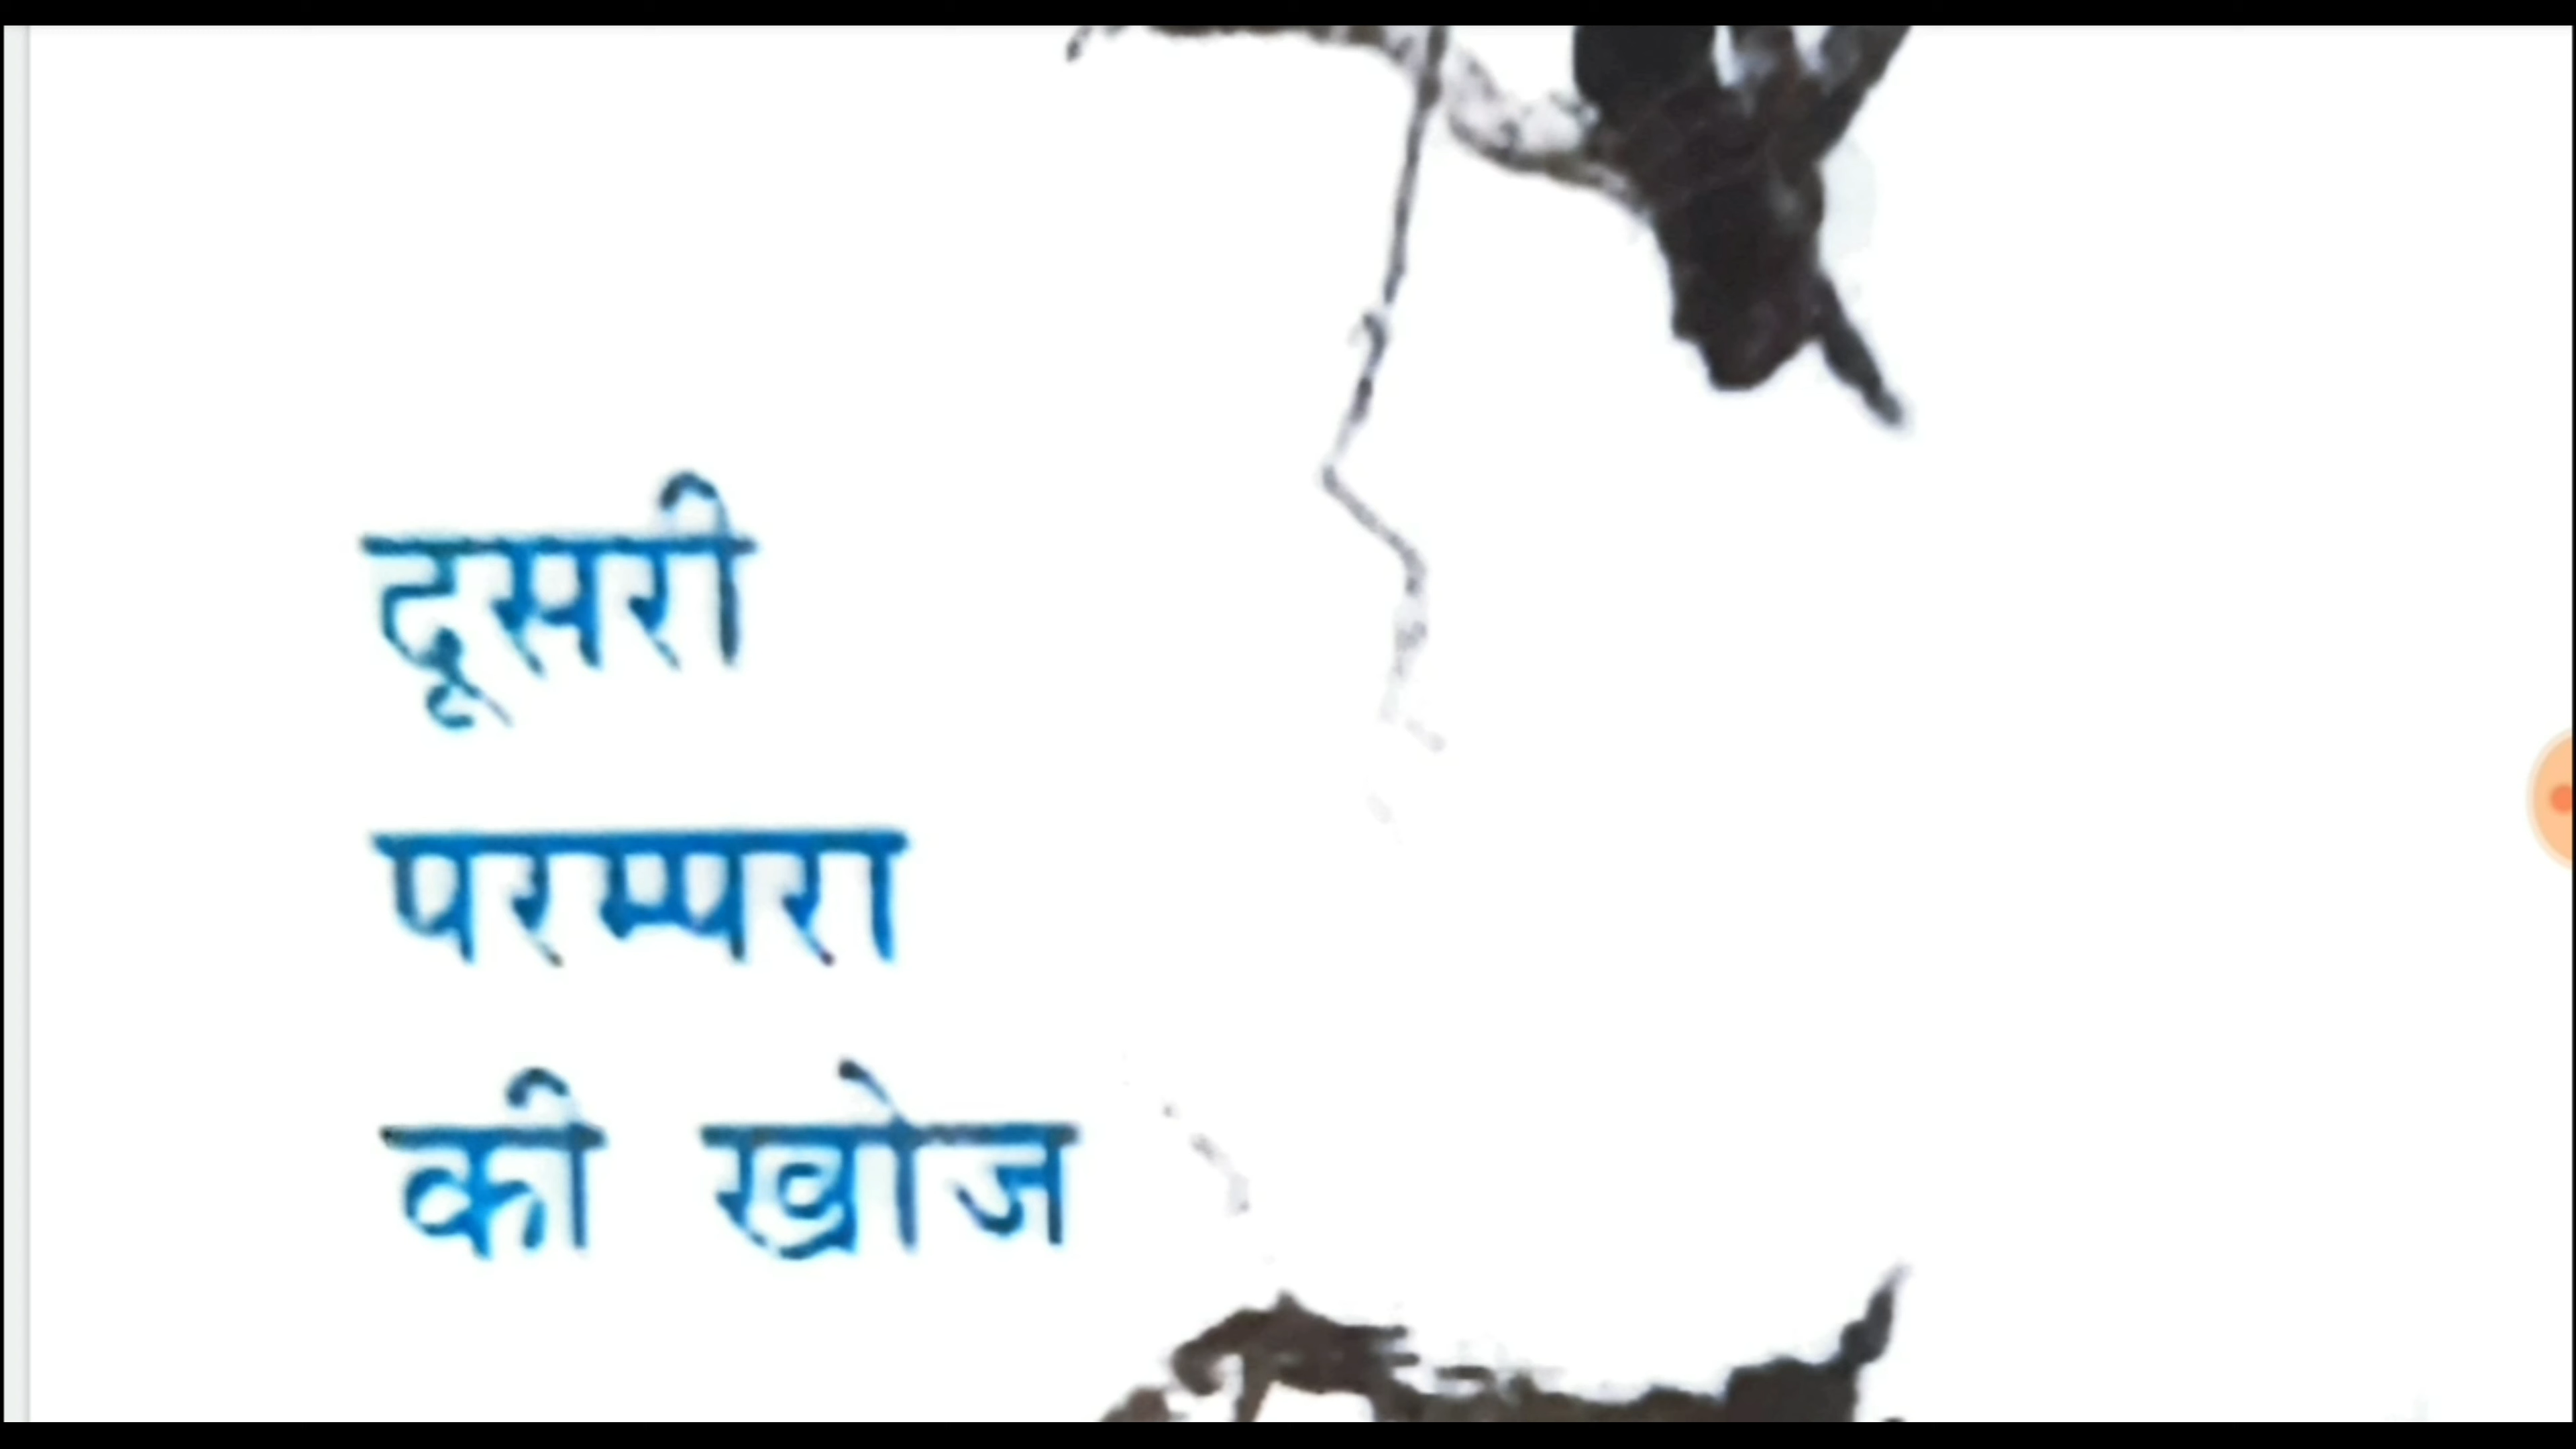 दूसरी
परम्परा
की खोज